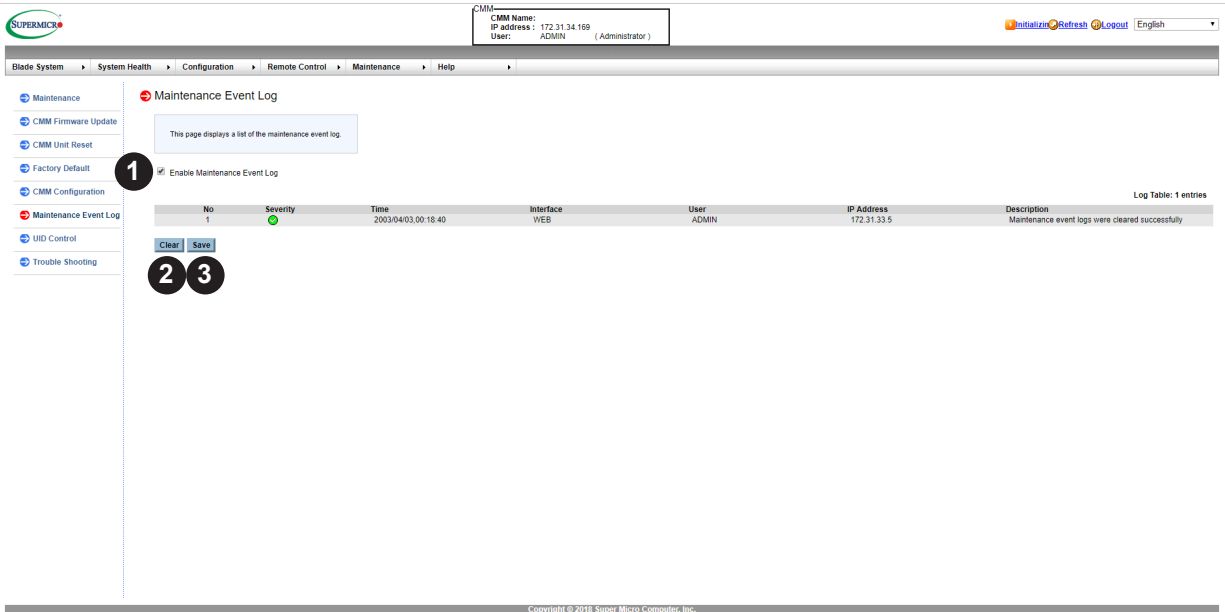 SUPERMICRO
CMM
CMM Name:
IP address : 172.31.34.169
User: ADMIN ( Administrator )
Initializin Refresh Logout English
Blade System System Health Configuration Remote Control Maintenance Help
Maintenance
CMM Firmware Update
CMM Unit Reset
Factory Default
CMM Configuration
Maintenance Event Log
UID Control
Trouble Shooting
Maintenance Event Log
This page displays a list of the maintenance event log.
1 Enable Maintenance Event Log
Log Table: 1 entries
No Severity Time Interface User IP Address Description
1 2003/04/03,00:18:40 WEB ADMIN 172.31.33.5 Maintenance event logs were cleared successfully
Clear Save
2 3
Copyright © 2018 Super Micro Computer, Inc.